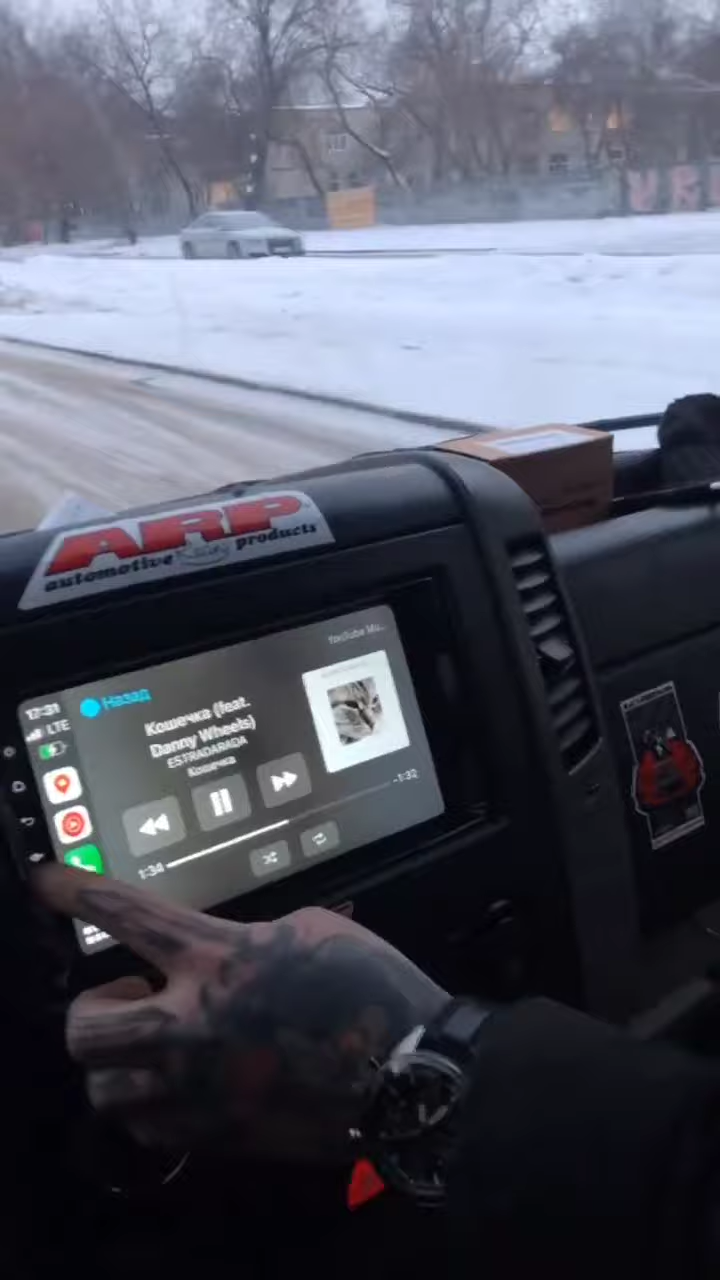 ARP
automotive Racing products
YouTube Mu...
17:31
LTE
Назад
Кошечка (feat.
Danny Wheels)
ESTRADARADA
Кошечка
-1:32
1:34